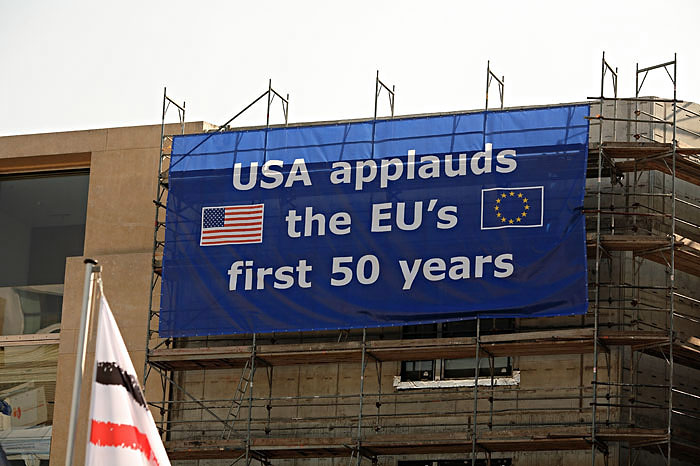 USA applauds
the EU's
first 50 years